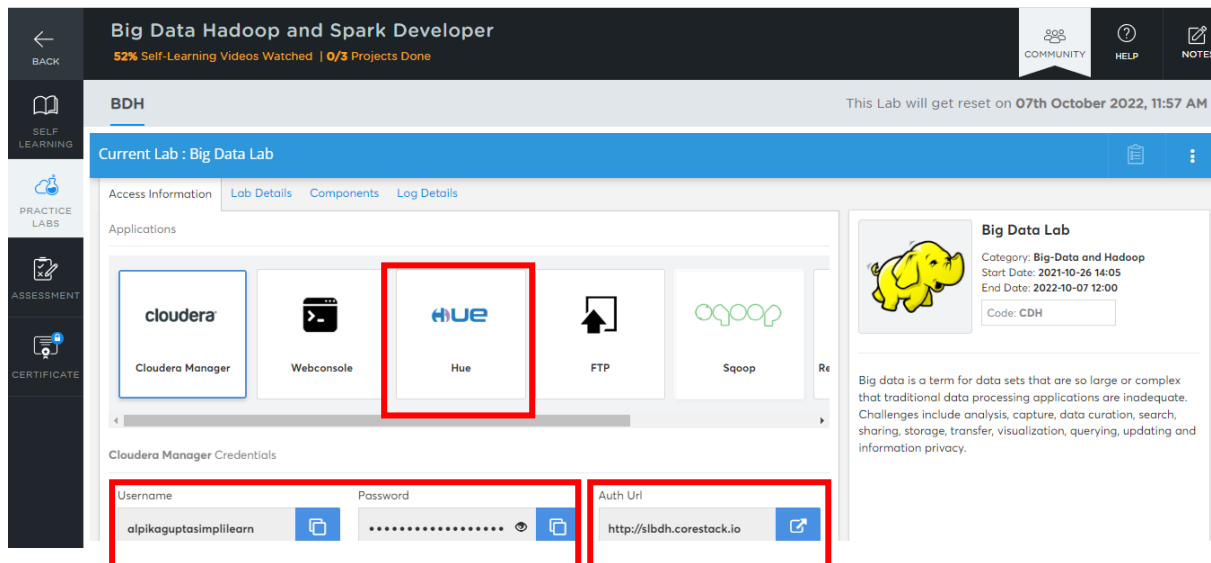 BACK
Big Data Hadoop and Spark Developer
52% Self-Learning Videos Watched | 0/3 Projects Done
COMMUNITY
HELP
NOTES
SELF
LEARNING
PRACTICE
LABS
ASSESSMENT
CERTIFICATE
BDH
This Lab will get reset on 07th October 2022, 11:57 AM
Current Lab : Big Data Lab
Access Information Lab Details Components Log Details
Applications
cloudera
HUE
sqoop
Cloudera Manager
Webconsole
Hue
FTP
Sqoop
Re
Cloudera Manager Credentials
Username
Password
Auth Url
alpikaguptasimplilearn
http://slbdh.corestack.io
Big Data Lab
Category: Big-Data and Hadoop
Start Date: 2021-10-26 14:05
End Date: 2022-10-07 12:00
Code: CDH
Big data is a term for data sets that are so large or complex
that traditional data processing applications are inadequate.
Challenges include analysis, capture, data curation, search,
sharing, storage, transfer, visualization, querying, updating and
information privacy.